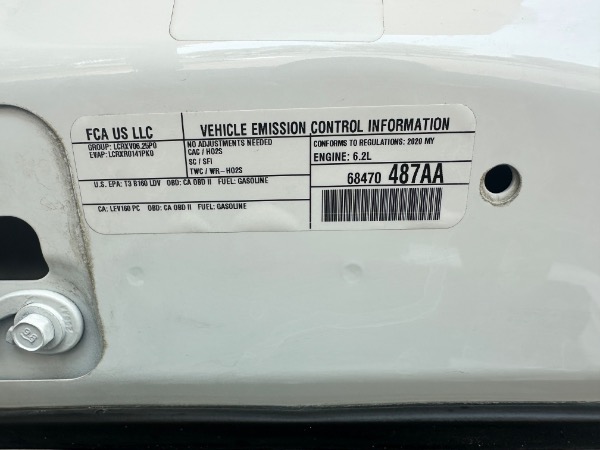 FCA US LLC
GROUP: LCRXV06.25P0
EVAP: LCRXR0141PK0
VEHICLE EMISSION CONTROL INFORMATION
NO ADJUSTMENTS NEEDED
CAC / HO2S
SC / SFI
TWC / WR-HO2S
CONFORMS TO REGULATIONS: 2020 MY
ENGINE: 6.2L
U.S. EPA: T3 B160 LDV OBD: CA OBD II FUEL: GASOLINE
68470 487AA
CA: LEV160 PC OBD: CA OBD II FUEL: GASOLINE